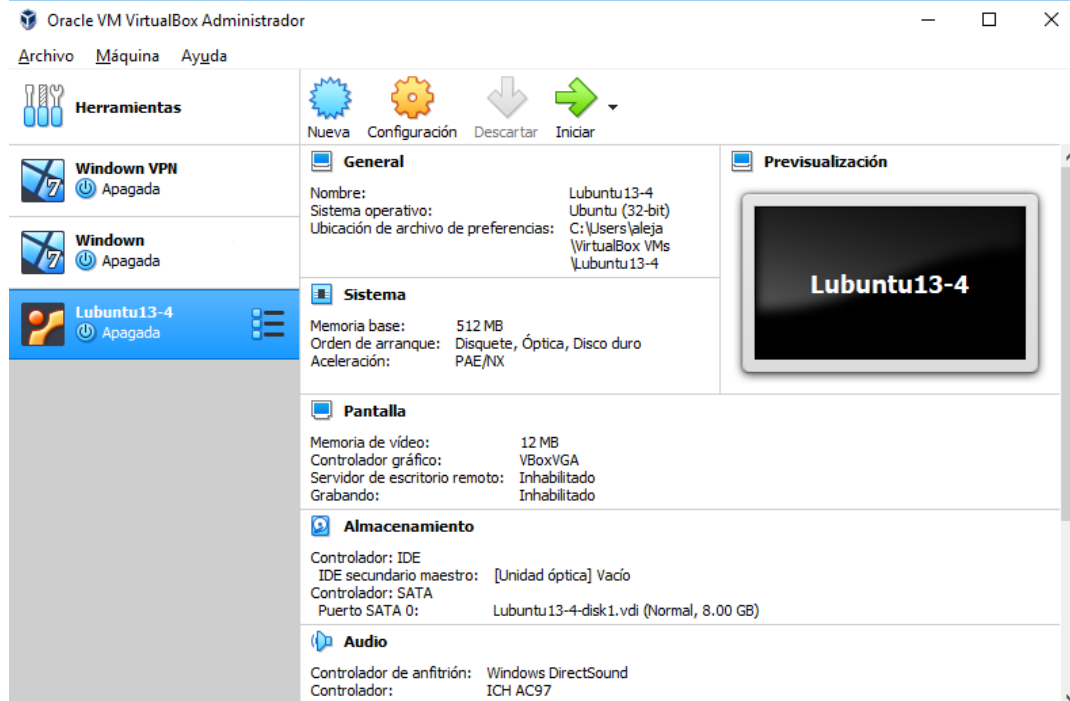 Oracle VM VirtualBox Administrador
Archivo Máquina Ayuda
Herramientas
Windown VPN
Apagada
Windown
Apagada
Lubuntu13-4
Apagada
Nueva Configuración Descartar Iniciar
General
Nombre: Lubuntu13-4
Sistema operativo: Ubuntu (32-bit)
Ubicación de archivo de preferencias: C:\Users\aleja
\VirtualBox VMs
\Lubuntu13-4
Previsualización
Lubuntu13-4
Sistema
Memoria base: 512 MB
Orden de arranque: Disquete, Óptica, Disco duro
Aceleración: PAE/NX
Pantalla
Memoria de vídeo: 12 MB
Controlador gráfico: VBoxVGA
Servidor de escritorio remoto: Inhabilitado
Grabando: Inhabilitado
Almacenamiento
Controlador: IDE
IDE secundario maestro: [Unidad óptica] Vacío
Controlador: SATA
Puerto SATA 0: Lubuntu13-4-disk1.vdi (Normal, 8.00 GB)
Audio
Controlador de anfitrión: Windows DirectSound
Controlador: ICH AC97